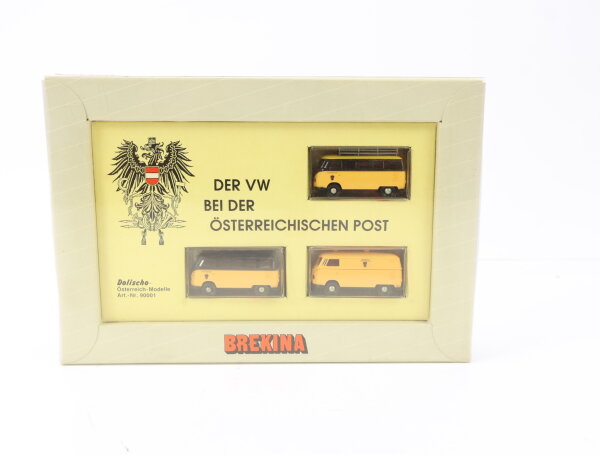 DER VW
BEI DER
ÖSTERREICHISCHEN POST
Dolischo-
Österreich-Modelle
Art.-Nr. 90001
BREKINA